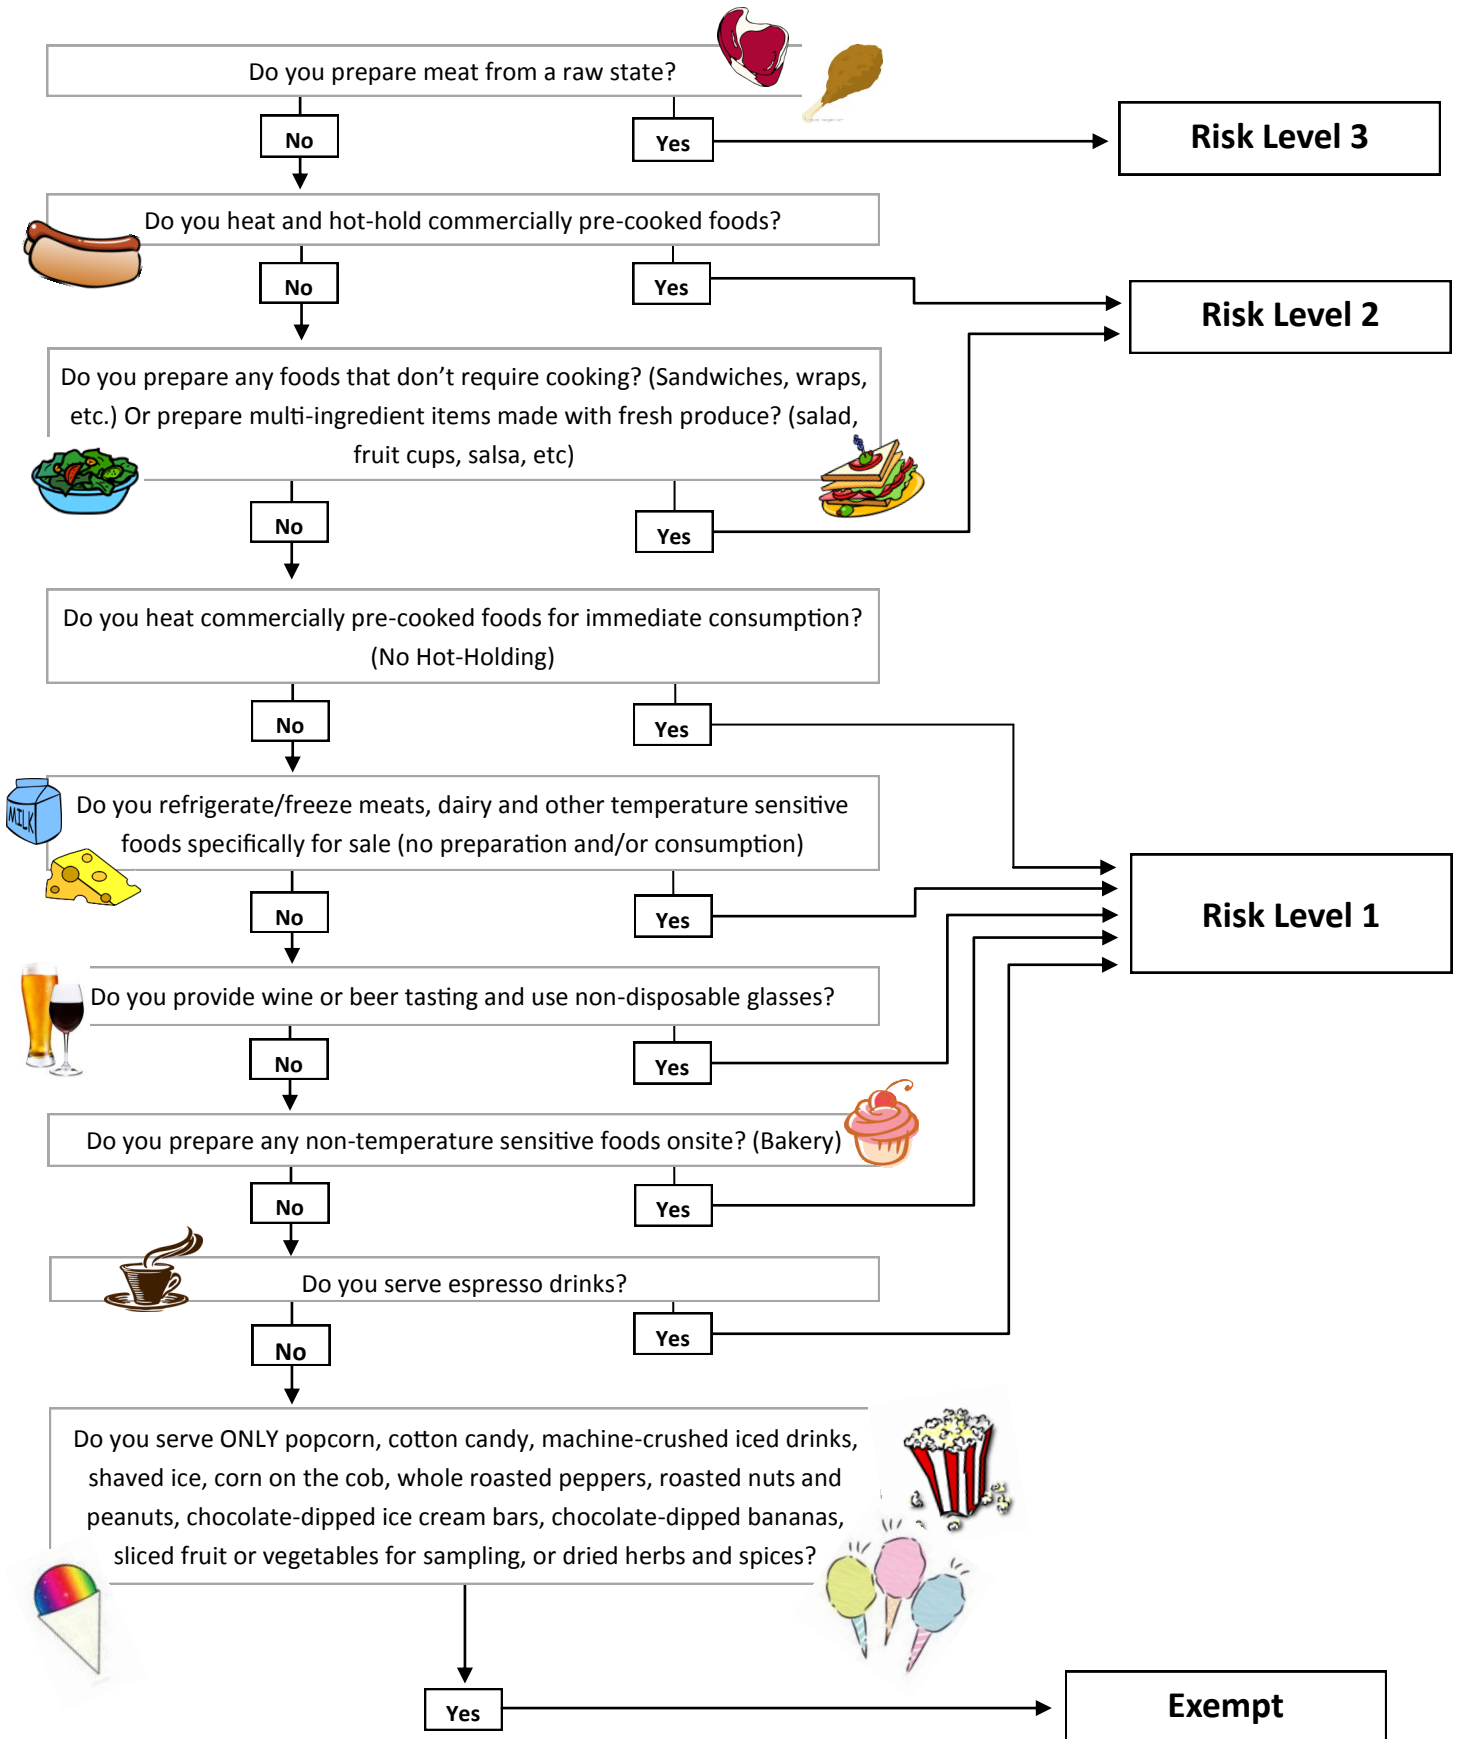 Do you prepare meat from a raw state?
No
Yes
Risk Level 3
Do you heat and hot-hold commercially pre-cooked foods?
No
Yes
Risk Level 2
Do you prepare any foods that don’t require cooking? (Sandwiches, wraps,
etc.) Or prepare multi-ingredient items made with fresh produce? (salad,
fruit cups, salsa, etc)
No
Yes
Do you heat commercially pre-cooked foods for immediate consumption?
(No Hot-Holding)
No
Yes
MILK
Do you refrigerate/freeze meats, dairy and other temperature sensitive
foods specifically for sale (no preparation and/or consumption)
No
Yes
Risk Level 1
Do you provide wine or beer tasting and use non-disposable glasses?
No
Yes
Do you prepare any non-temperature sensitive foods onsite? (Bakery)
No
Yes
Do you serve espresso drinks?
No
Yes
Do you serve ONLY popcorn, cotton candy, machine-crushed iced drinks,
shaved ice, corn on the cob, whole roasted peppers, roasted nuts and
peanuts, chocolate-dipped ice cream bars, chocolate-dipped bananas,
sliced fruit or vegetables for sampling, or dried herbs and spices?
Yes
Exempt